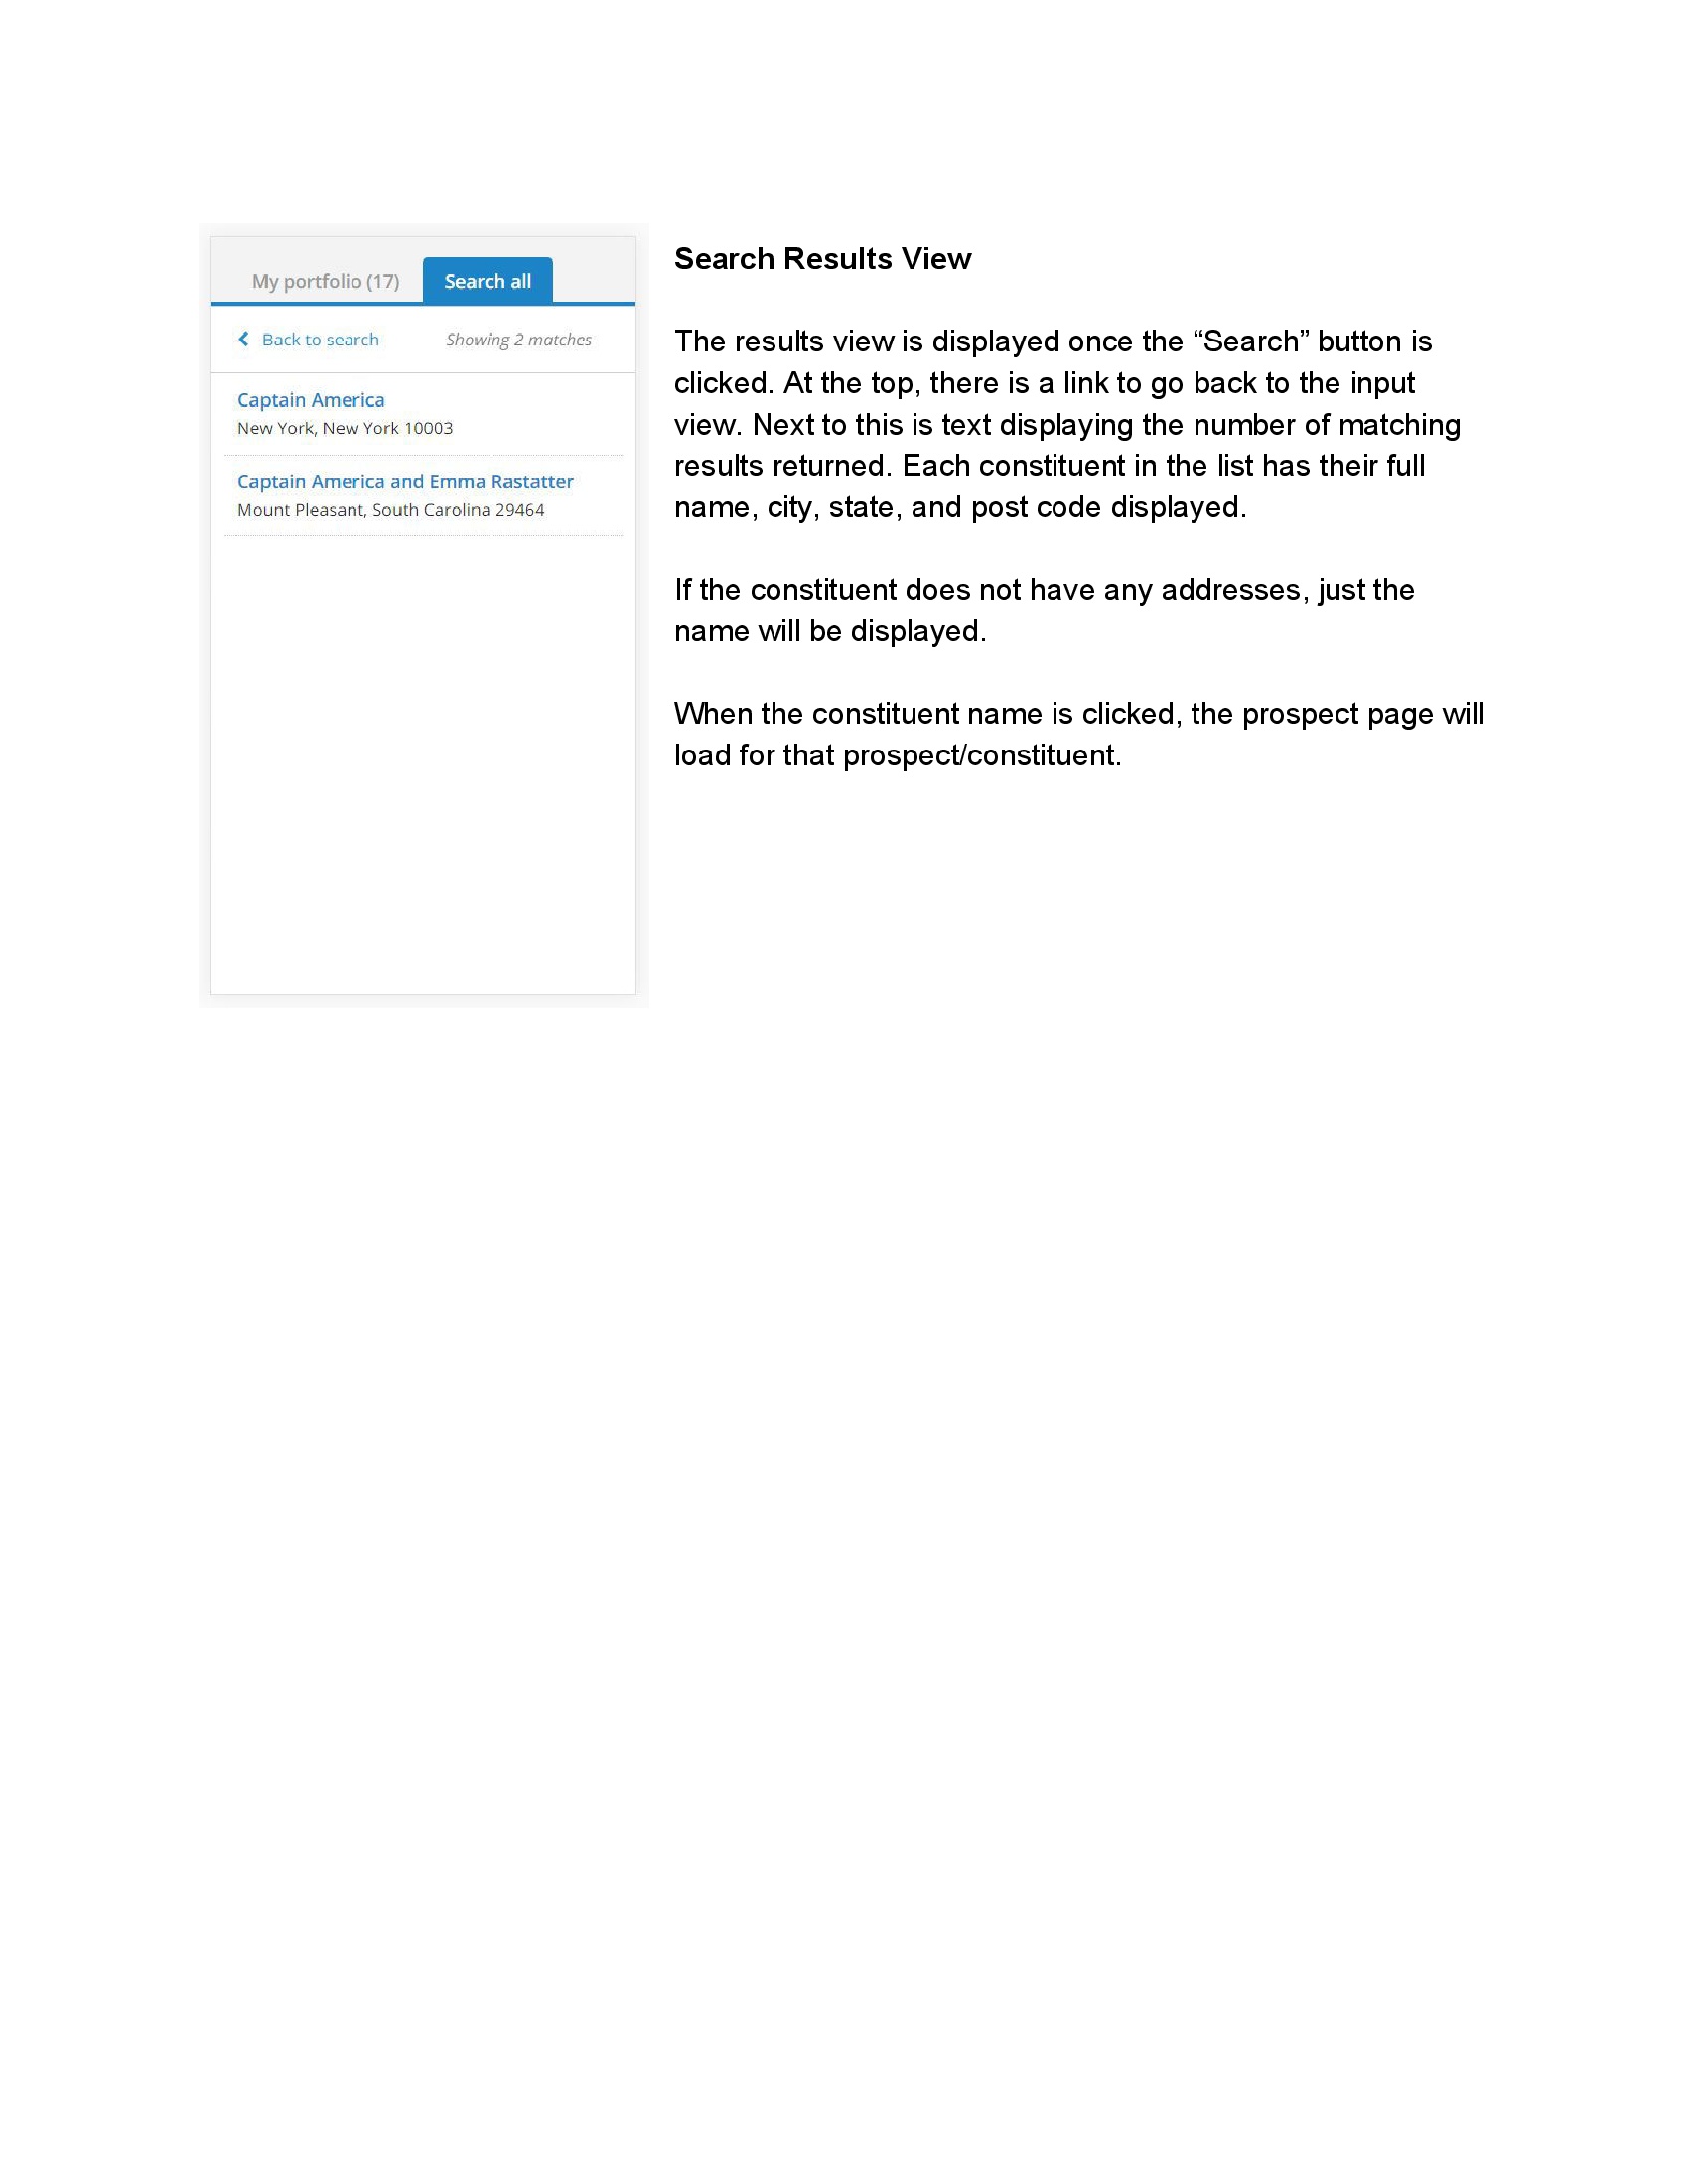 My portfolio (17) Search all
Back to search Showing 2 matches
Captain America
New York, New York 10003
Captain America and Emma Rastatter
Mount Pleasant, South Carolina 29464
Search Results View
The results view is displayed once the “Search” button is
clicked. At the top, there is a link to go back to the input
view. Next to this is text displaying the number of matching
results returned. Each constituent in the list has their full
name, city, state, and post code displayed.
If the constituent does not have any addresses, just the
name will be displayed.
When the constituent name is clicked, the prospect page will
load for that prospect/constituent.